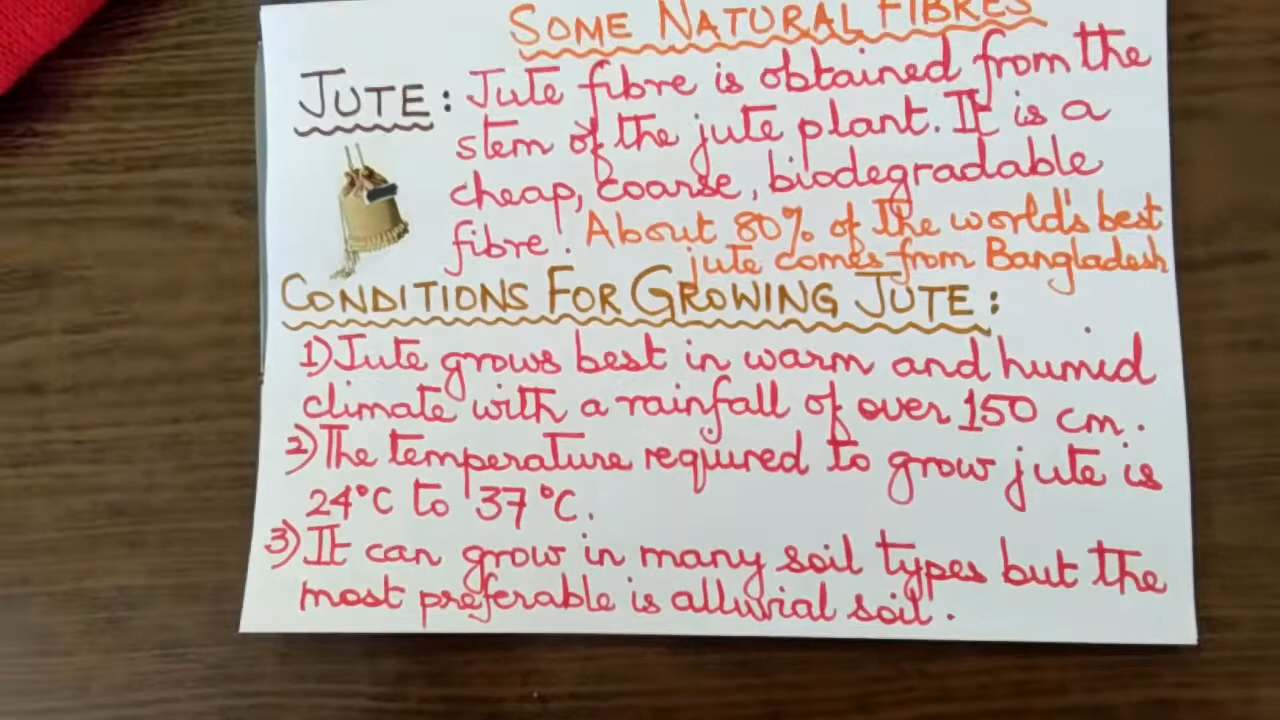 SOME NATURAL FIBRES
JUTE: Jute fibre is obtained from the
stem of the jute plant. It is a
cheap, coarse, biodegradable
fibre. About 80% of the world's best
jute comes from Bangladesh
CONDITIONS FOR GROWING JUTE:
1) Jute grows best in warm and humid
climate with a rainfall of over 150 cm.
2) The temperature required to grow jute is
24°C to 37°C.
3) It can grow in many soil types but the
most preferable is alluvial soil.